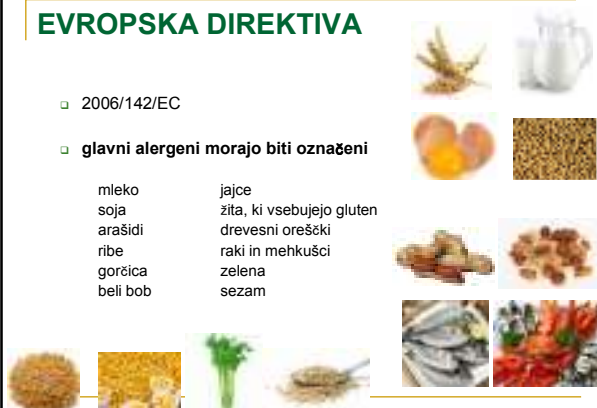 EVROPSKA DIREKTIVA
2006/142/EC
glavni alergeni morajo biti označeni
mleko jajce
soja žita, ki vsebujejo gluten
arašidi drevesni oreščki
ribe raki in mehkušci
gorčica zelena
beli bob sezam